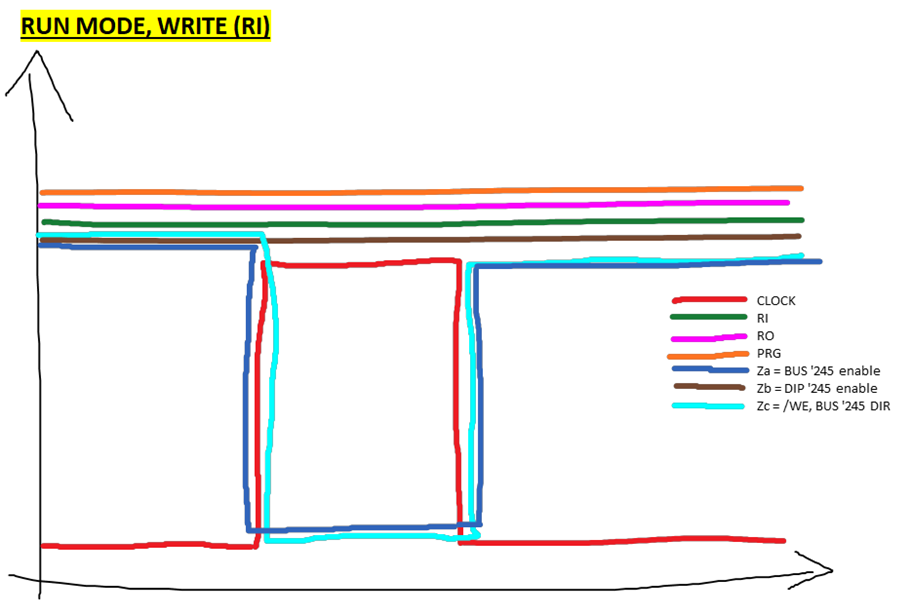 RUN MODE, WRITE (RI)
CLOCK
RI
RO
PRG
Za = BUS '245 enable
Zb = DIP '245 enable
Zc = /WE, BUS '245 DIR